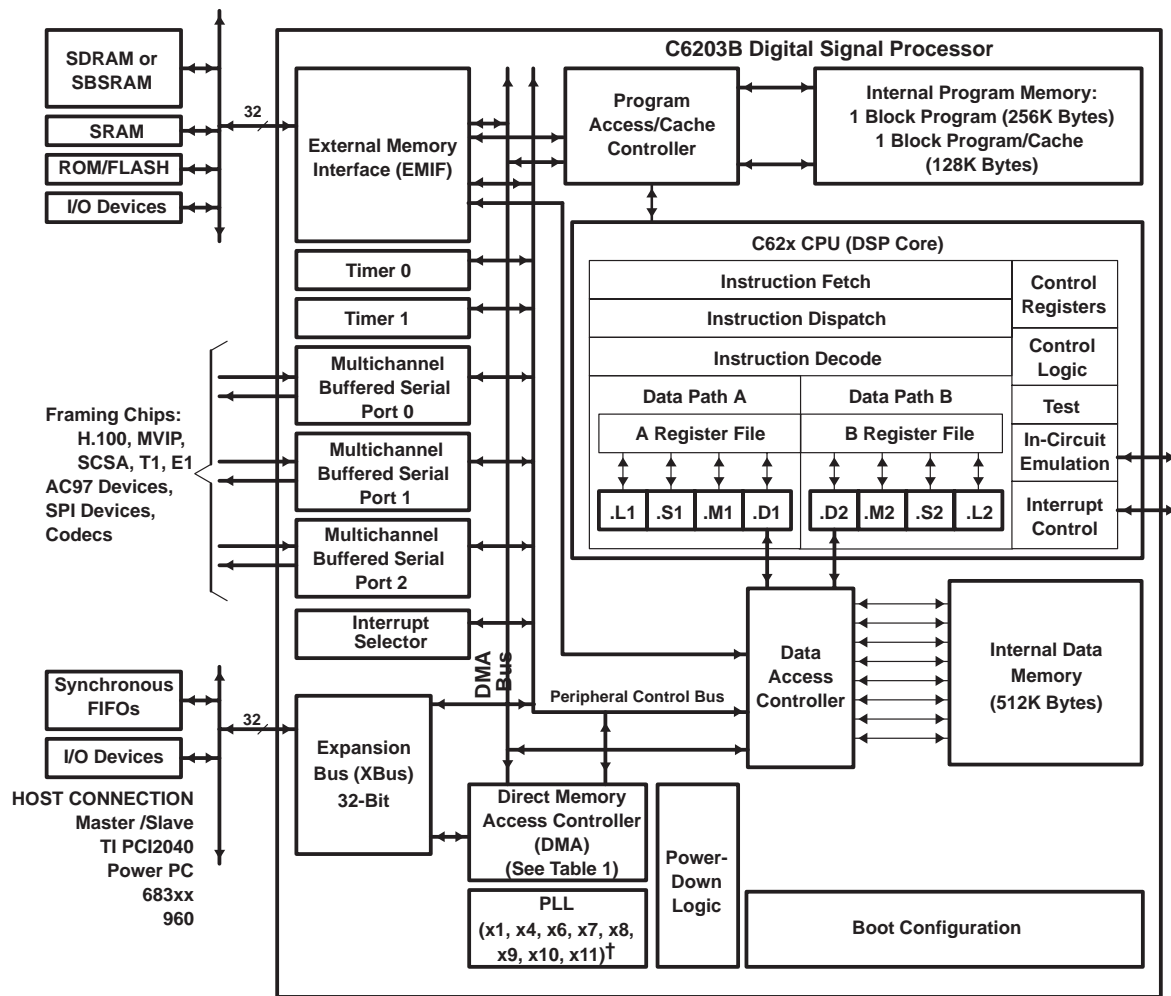 C6203B Digital Signal Processor
SDRAM or
SBSRAM
SRAM
ROM/FLASH
I/O Devices
32
External Memory
Interface (EMIF)
Program
Access/Cache
Controller
Internal Program Memory:
1 Block Program (256K Bytes)
1 Block Program/Cache
(128K Bytes)
Timer 0
Timer 1
Framing Chips:
H.100, MVIP,
SCSA, T1, E1
AC97 Devices,
SPI Devices,
Codecs
Multichannel
Buffered Serial
Port 0
Multichannel
Buffered Serial
Port 1
Multichannel
Buffered Serial
Port 2
Interrupt
Selector
C62x CPU (DSP Core)
Instruction Fetch
Instruction Dispatch
Instruction Decode
Data Path A
Data Path B
A Register File
B Register File
.L1
.S1
.M1
.D1
.D2
.M2
.S2
.L2
Control
Registers
Control
Logic
Test
In-Circuit
Emulation
Interrupt
Control
DMA
Bus
Peripheral Control Bus
Data
Access
Controller
Internal Data
Memory
(512K Bytes)
Synchronous
FIFOs
I/O Devices
32
HOST CONNECTION
Master /Slave
TI PCI2040
Power PC
683xx
960
Expansion
Bus (XBus)
32-Bit
Direct Memory
Access Controller
(DMA)
(See Table 1)
PLL
(x1, x4, x6, x7, x8,
x9, x10, x11)†
Power-
Down
Logic
Boot Configuration